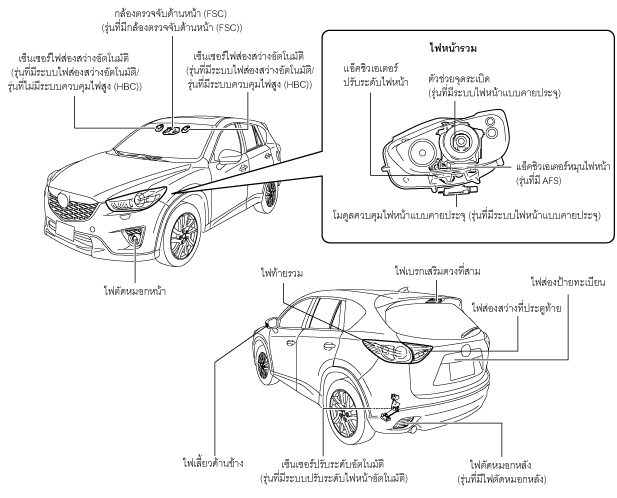 กล้องตรวจจับด้านหน้า (FSC)
(รุ่นที่มีกล้องตรวจจับด้านหน้า (FSC))
เซ็นเซอร์ไฟส่องสว่างอัตโนมัติ
(รุ่นที่มีระบบไฟส่องสว่างอัตโนมัติ/
รุ่นที่ไม่มีระบบควบคุมไฟสูง (HBC))
เซ็นเซอร์ไฟส่องสว่างอัตโนมัติ
(รุ่นที่มีระบบไฟส่องสว่างอัตโนมัติ/
รุ่นที่มีระบบควบคุมไฟสูง (HBC))
ไฟหน้ารวม
แอ็คชิวเอเตอร์
ปรับระดับไฟหน้า
ตัวช่วยจุดระเบิด
(รุ่นที่มีระบบไฟหน้าแบบคายประจุ)
แอ็คชิวเอเตอร์หมุนไฟหน้า
(รุ่นที่มี AFS)
โมดูลควบคุมไฟหน้าแบบคายประจุ (รุ่นที่มีระบบไฟหน้าแบบคายประจุ)
ไฟตัดหมอกหน้า
ไฟท้ายรวม
ไฟเบรกเสริมดวงที่สาม
ไฟส่องป้ายทะเบียน
ไฟส่องสว่างที่ประตูท้าย
ไฟเลี้ยวด้านข้าง
เซ็นเซอร์ปรับระดับอัตโนมัติ
(รุ่นที่มีระบบปรับระดับไฟหน้าอัตโนมัติ)
ไฟตัดหมอกหลัง
(รุ่นที่มีไฟตัดหมอกหลัง)